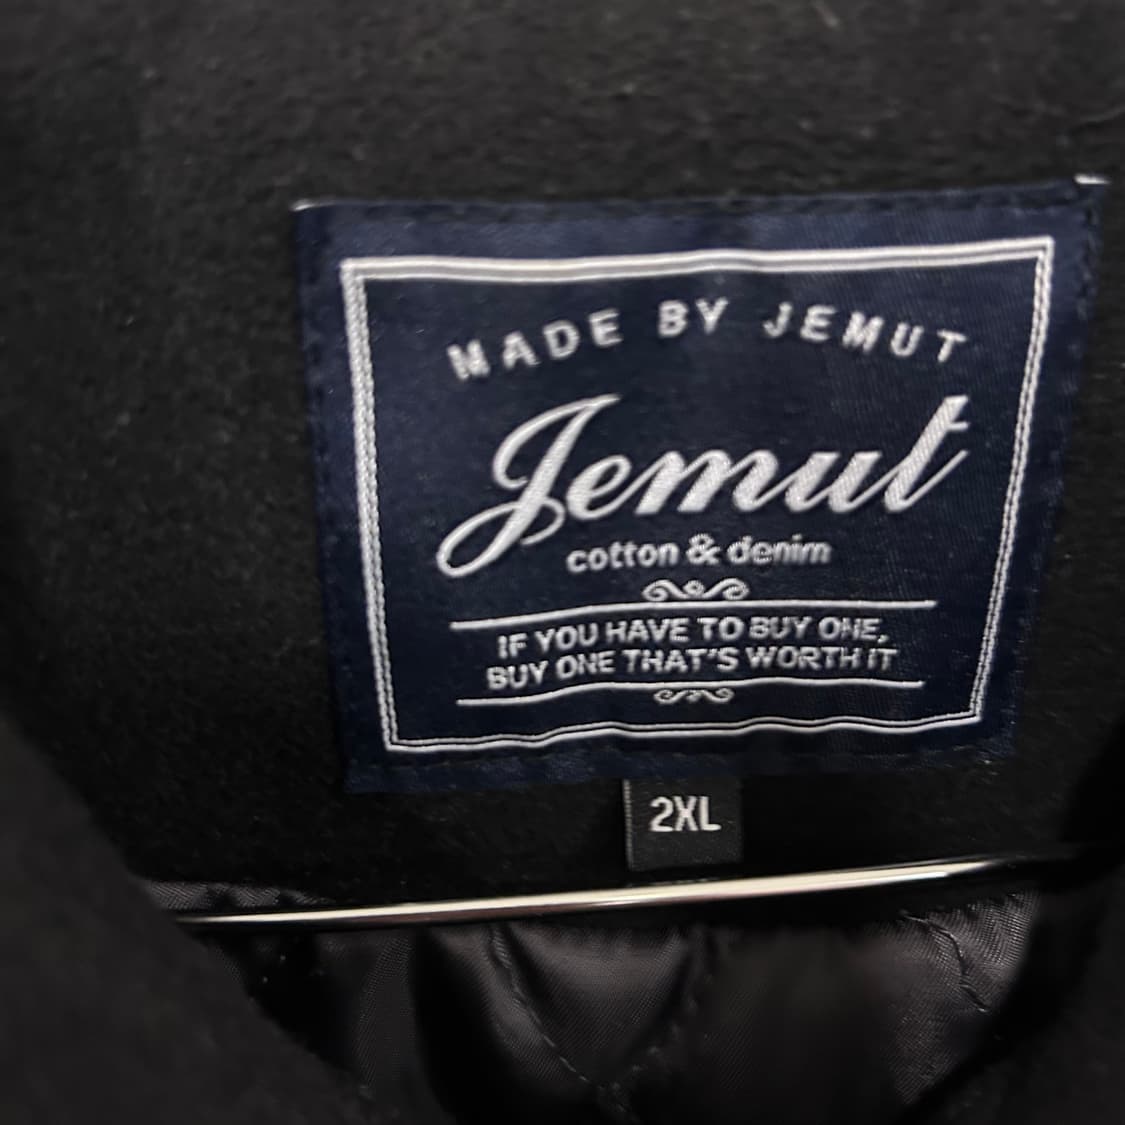 MADE BY JEMUT
Jemut
cotton & denim
IF YOU HAVE TO BUY ONE,
BUY ONE THAT'S WORTH IT
2XL